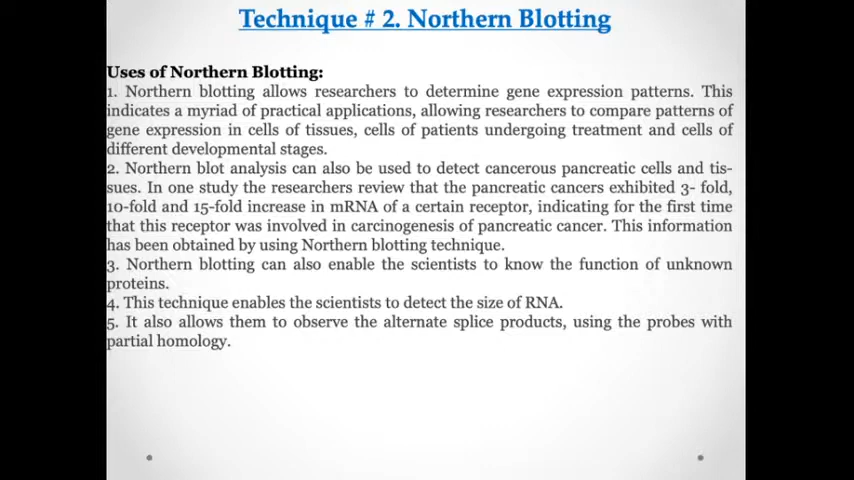 Technique # 2. Northern Blotting
Uses of Northern Blotting:
1. Northern blotting allows researchers to determine gene expression patterns. This
indicates a myriad of practical applications, allowing researchers to compare patterns of
gene expression in cells of tissues, cells of patients undergoing treatment and cells of
different developmental stages.
2. Northern blot analysis can also be used to detect cancerous pancreatic cells and tis-
sues. In one study the researchers review that the pancreatic cancers exhibited 3- fold,
10-fold and 15-fold increase in mRNA of a certain receptor, indicating for the first time
that this receptor was involved in carcinogenesis of pancreatic cancer. This information
has been obtained by using Northern blotting technique.
3. Northern blotting can also enable the scientists to know the function of unknown
proteins.
4. This technique enables the scientists to detect the size of RNA.
5. It also allows them to observe the alternate splice products, using the probes with
partial homology.